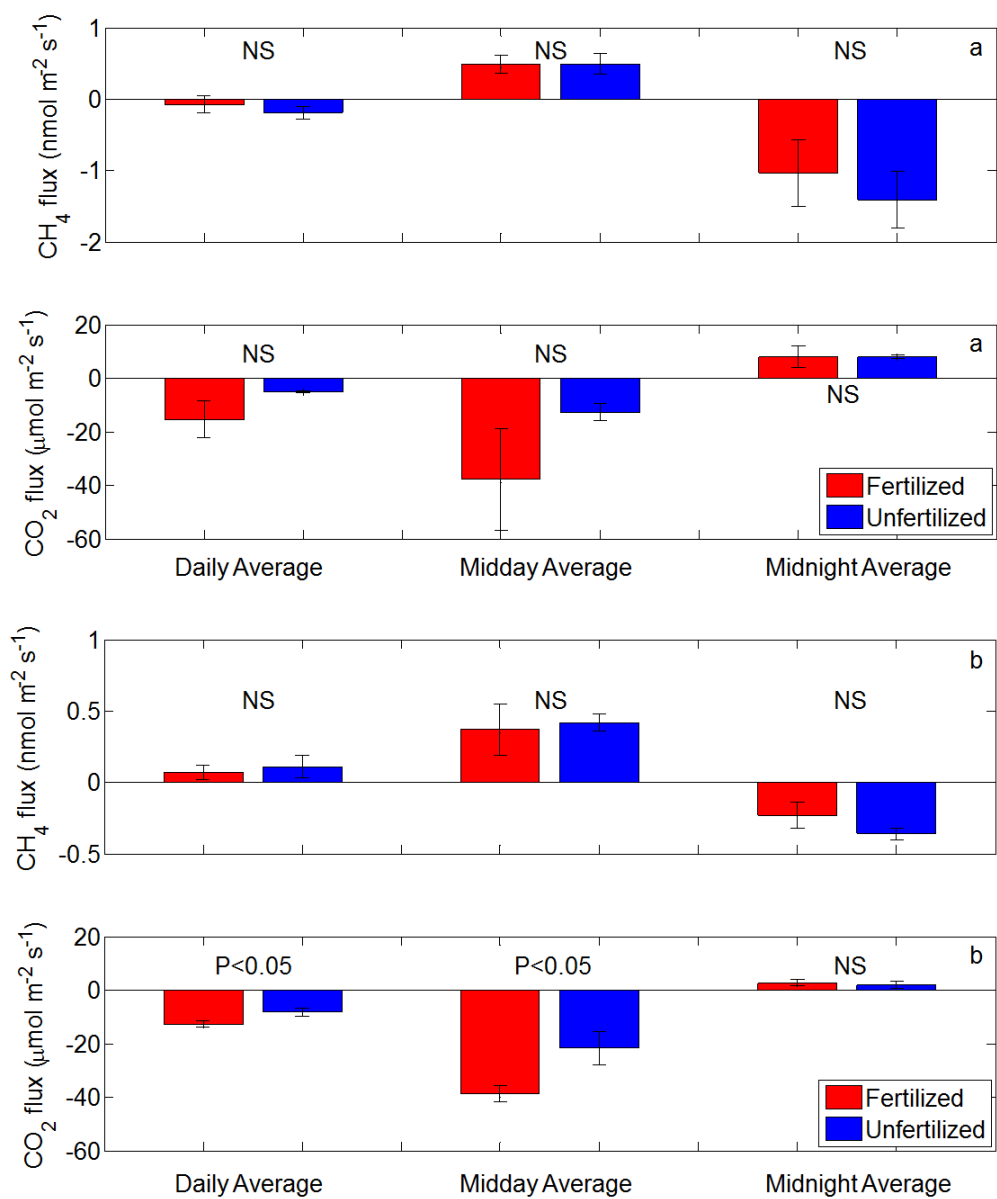 CH4 flux (nmol m-2 s-1)
1
0
-1
-2
NS
NS
NS
a
CO2 flux (μmol m-2 s-1)
20
0
-20
-40
-60
NS
NS
NS
a
Fertilized
Unfertilized
Daily Average
Midday Average
Midnight Average
CH4 flux (nmol m-2 s-1)
1
0.5
0
-0.5
NS
NS
NS
b
CO2 flux (μmol m-2 s-1)
20
0
-20
-40
-60
P<0.05
P<0.05
NS
b
Fertilized
Unfertilized
Daily Average
Midday Average
Midnight Average